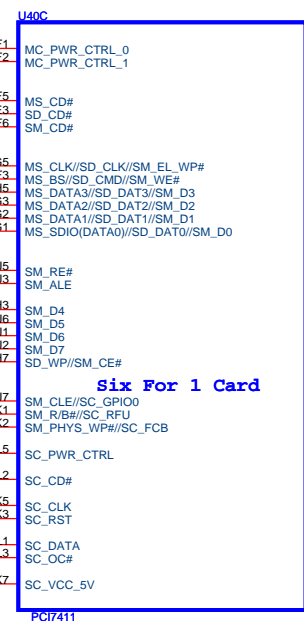 U40C
MC_PWR_CTRL_0
MC_PWR_CTRL_1
MS_CD#
SD_CD#
SM_CD#
MS_CLK//SD_CLK//SM_EL_WP#
MS_BS//SD_CMD//SM_WE#
MS_DATA3//SD_DAT3//SM_D3
MS_DATA2//SD_DAT2//SM_D2
MS_DATA1//SD_DAT1//SM_D1
MS_SDIO(DATA0)//SD_DAT0//SM_D0
SM_RE#
SM_ALE
SM_D4
SM_D5
SM_D6
SM_D7
SD_WP//SM_CE#
Six For 1 Card
SM_CLE//SC_GPIO0
SM_R/B#//SC_RFU
SM_PHYS_WP#//SC_FCB
SC_PWR_CTRL
SC_CD#
SC_CLK
SC_RST
SC_DATA
SC_OC#
SC_VCC_5V
PCI7411